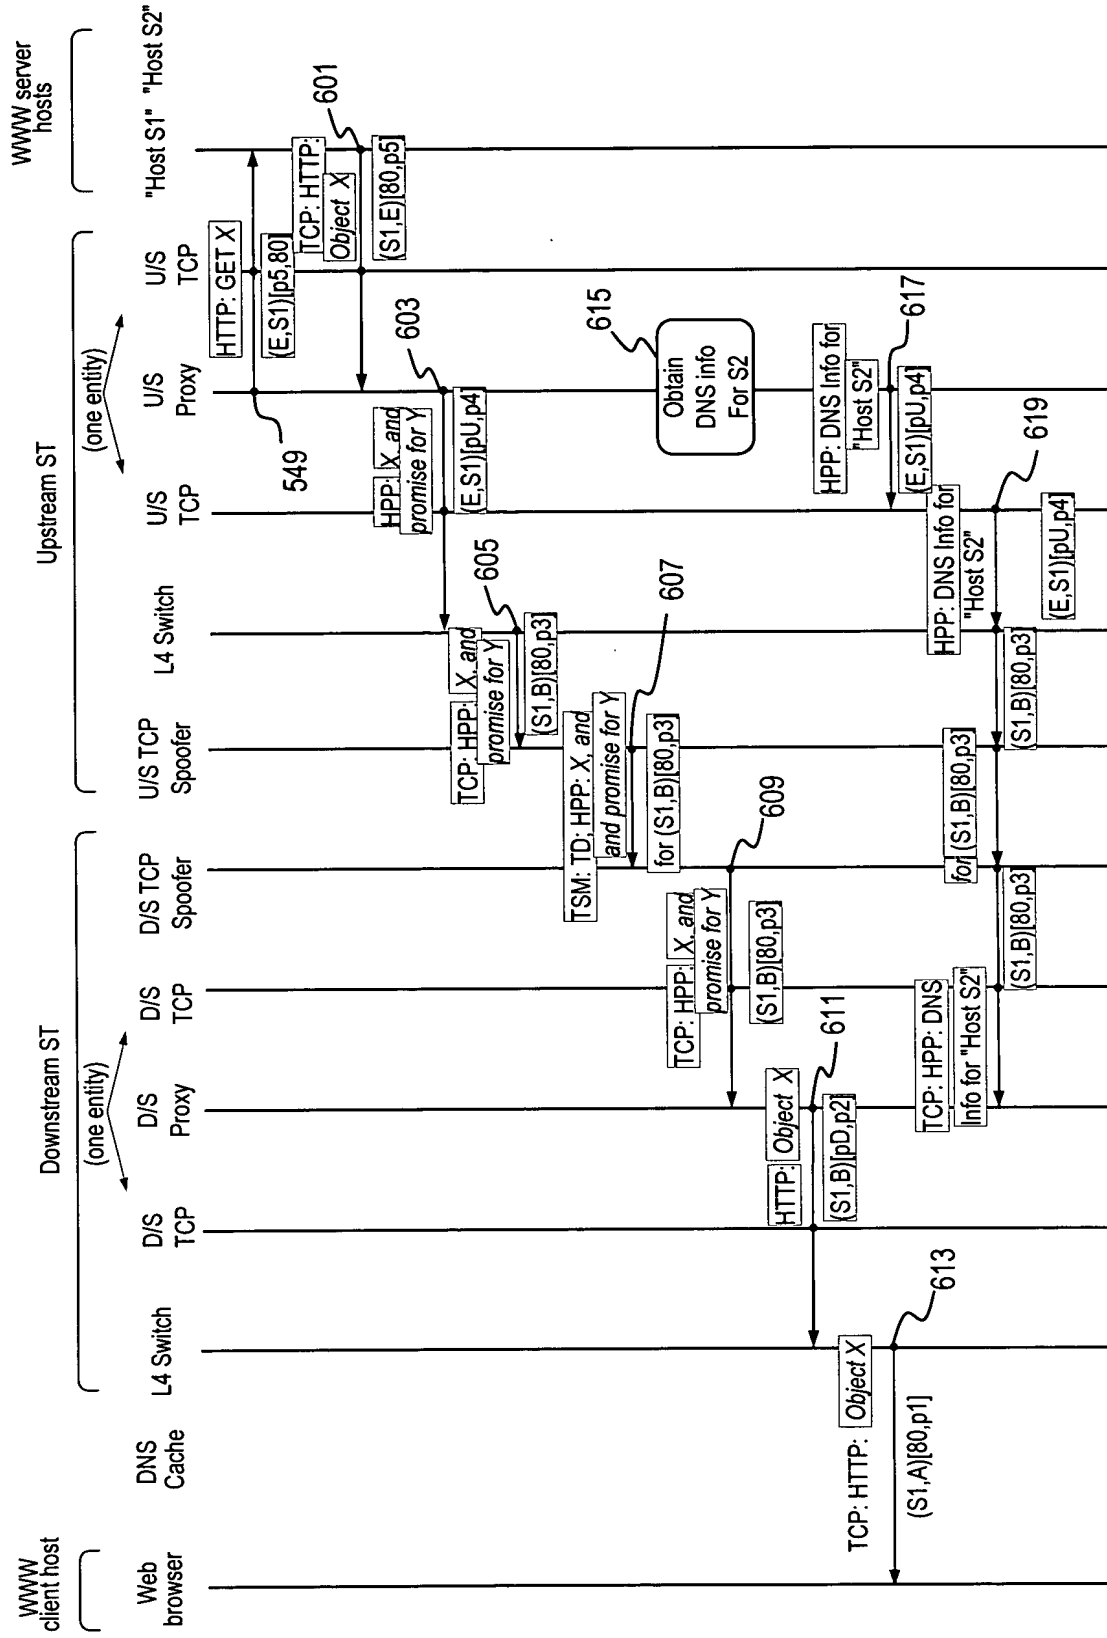 WWW
client host
Downstream ST
(one entity)
Upstream ST
(one entity)
WWW server
hosts
Web
browser
DNS
Cache
L4 Switch
D/S
TCP
D/S
Proxy
D/S
TCP
D/S TCP
Spoofer
U/S TCP
Spoofer
L4 Switch
U/S
TCP
U/S
Proxy
U/S
TCP
"Host S1"
"Host S2"
HTTP: GET X
(E,S1)[p5,80]
549
TCP: HTTP:
Object X
(S1,E)[80,p5]
601
HPP: X, and
promise for Y
(E,S1)[pU,p4]
603
TCP: HPP: X, and
promise for Y
(S1,B)[80,p3]
605
TSM: TD; HPP: X, and
and promise for Y
for (S1,B)[80,p3]
607
TCP: HPP: X, and
promise for Y
(S1,B)[80,p3]
609
HTTP: Object X
(S1,B)[pD,p2]
611
TCP: HTTP: Object X
(S1,A)[80,p1]
613
Obtain
DNS info
For S2
615
HPP: DNS Info for
"Host S2"
(E,S1)[pU,p4]
617
HPP: DNS Info for
"Host S2"
(E,S1)[pU,p4]
619
(S1,B)[80,p3]
for (S1,B)[80,p3]
(S1,B)[80,p3]
TCP: HPP: DNS
Info for "Host S2"